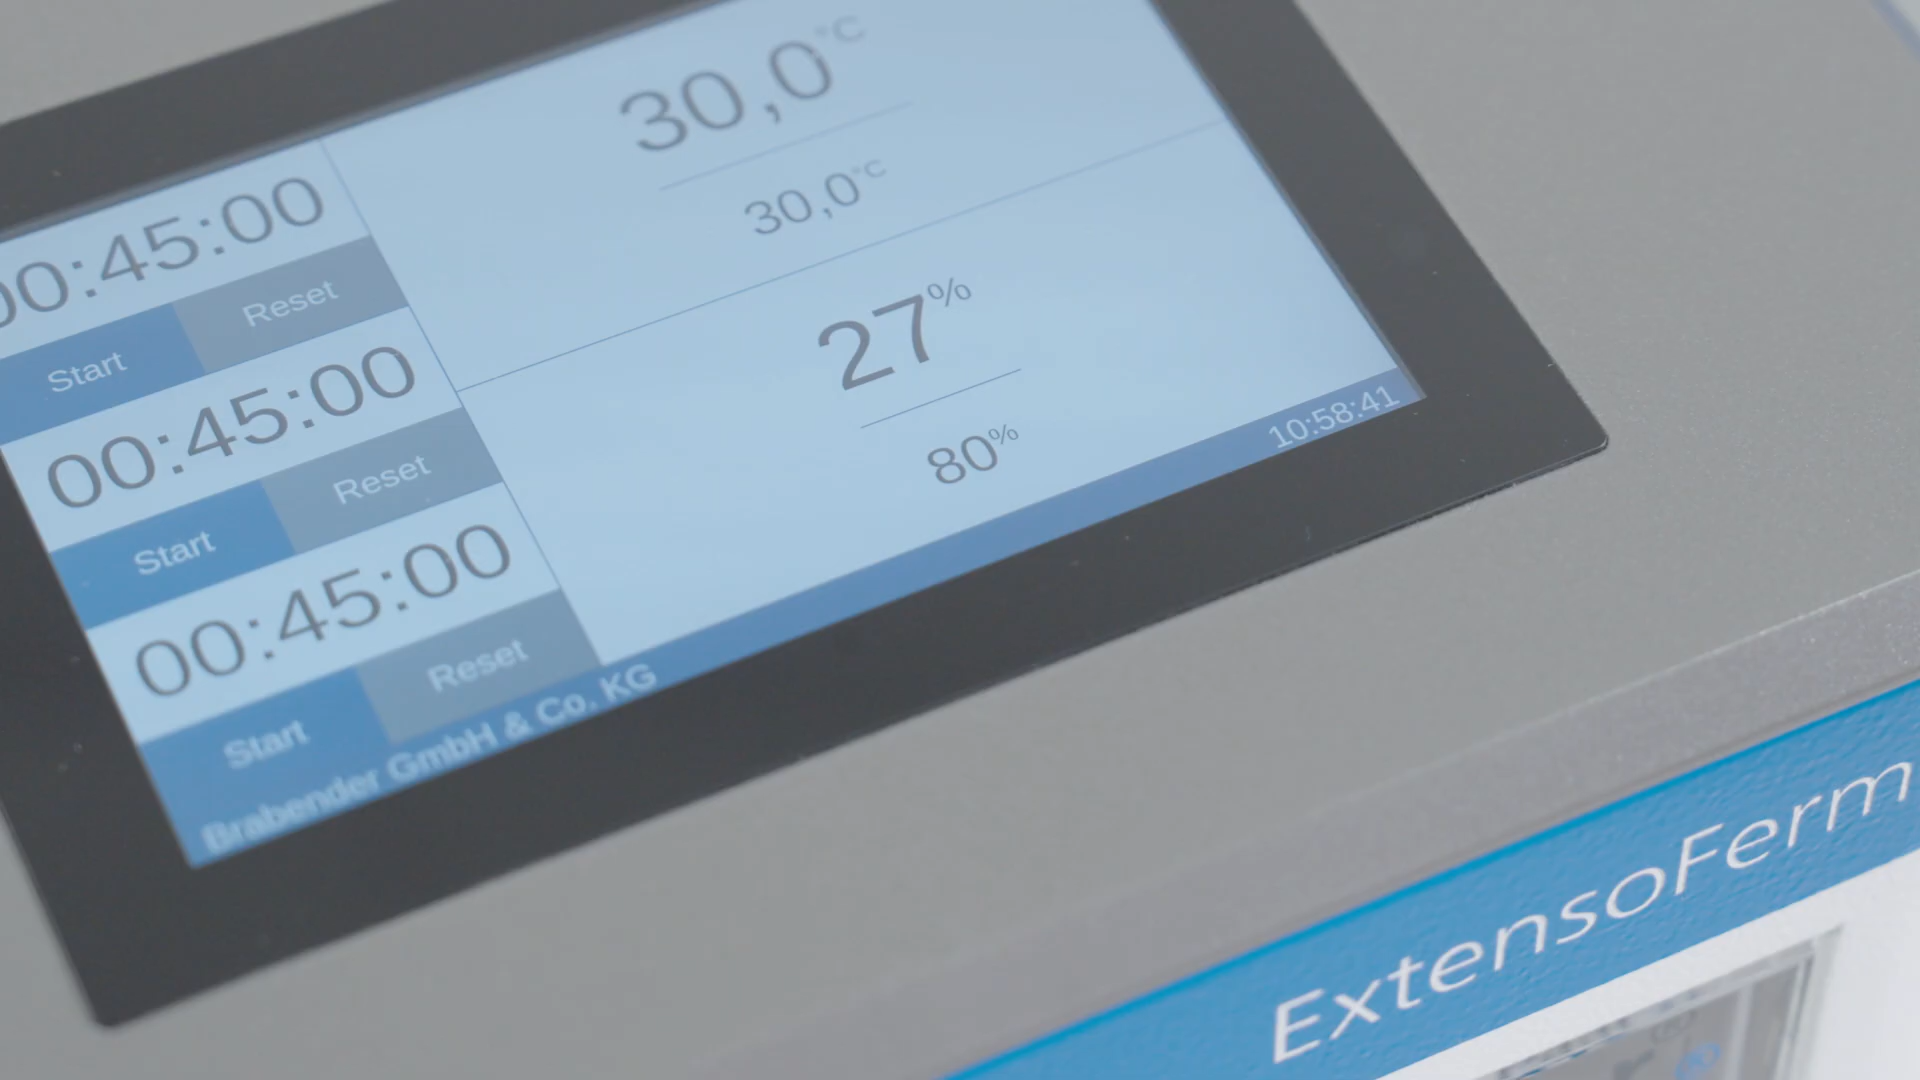 00:45:00
Start Reset
00:45:00
Start Reset
00:45:00
Start Reset
30,0°C
30,0°C
27%
80%
Brabender GmbH & Co. KG
10:58:41
ExtensoFerm